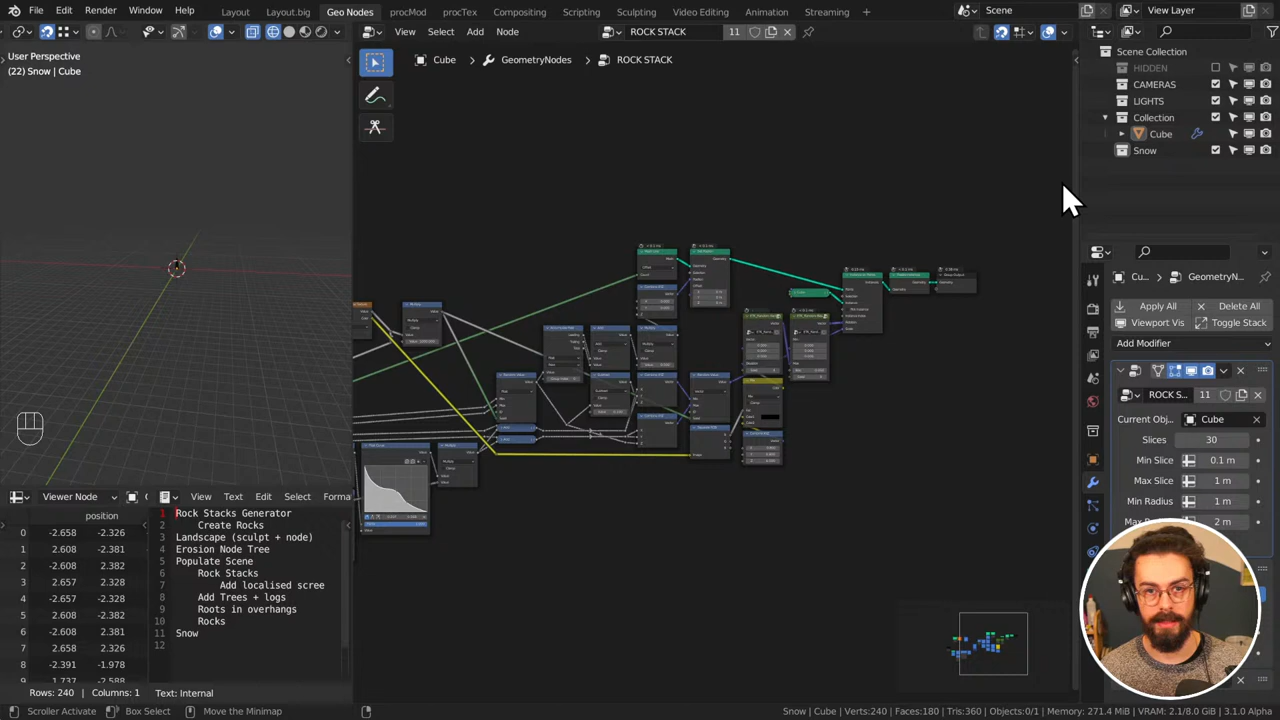 File Edit Render Window Help Layout Layout.big Geo Nodes procMod procTex Compositing Scripting Sculpting Video Editing Animation Streaming Scene View Layer
View Select Add Node ROCK STACK 11
User Perspective
(22) Snow | Cube
Cube GeometryNodes ROCK STACK
Scene Collection
HIDDEN
CAMERAS
LIGHTS
Collection
Cube
Snow
Cu... GeometryN...
Apply All Delete All
Viewport Vis Toggle Stack
Add Modifier
ROCK S... 11
Current Obj... Cube
Slices 30
Min Slice 0.1 m
Max Slice 1 m
Min Radius 1 m
2 m
Viewer Node View Text Edit Select Forma
position
0 -2.658 -2.326
1 2.608 -2.381
2 -2.608 2.382
3 2.657 2.328
4 -2.658 -2.326
5 2.608 -2.382
6 -2.608 2.381
7 2.658 2.326
8 -2.391 -1.978
9 1.737 -2.588
1 Rock Stacks Generator
2 Create Rocks
3 Landscape (sculpt + node)
4 Erosion Node Tree
5 Populate Scene
6 Rock Stacks
7 Add localised scree
8 Add Trees + logs
9 Roots in overhangs
10 Rocks
11 Snow
12
Rows: 240 | Columns: 1 Text: Internal
Scroller Activate Box Select Move the Minimap Snow | Cube | Verts:240 | Faces:180 | Tris:360 | Objects:0/1 | Memory: 271.4 MiB | VRAM: 2.1/8.0 GiB | 3.1.0 Alpha